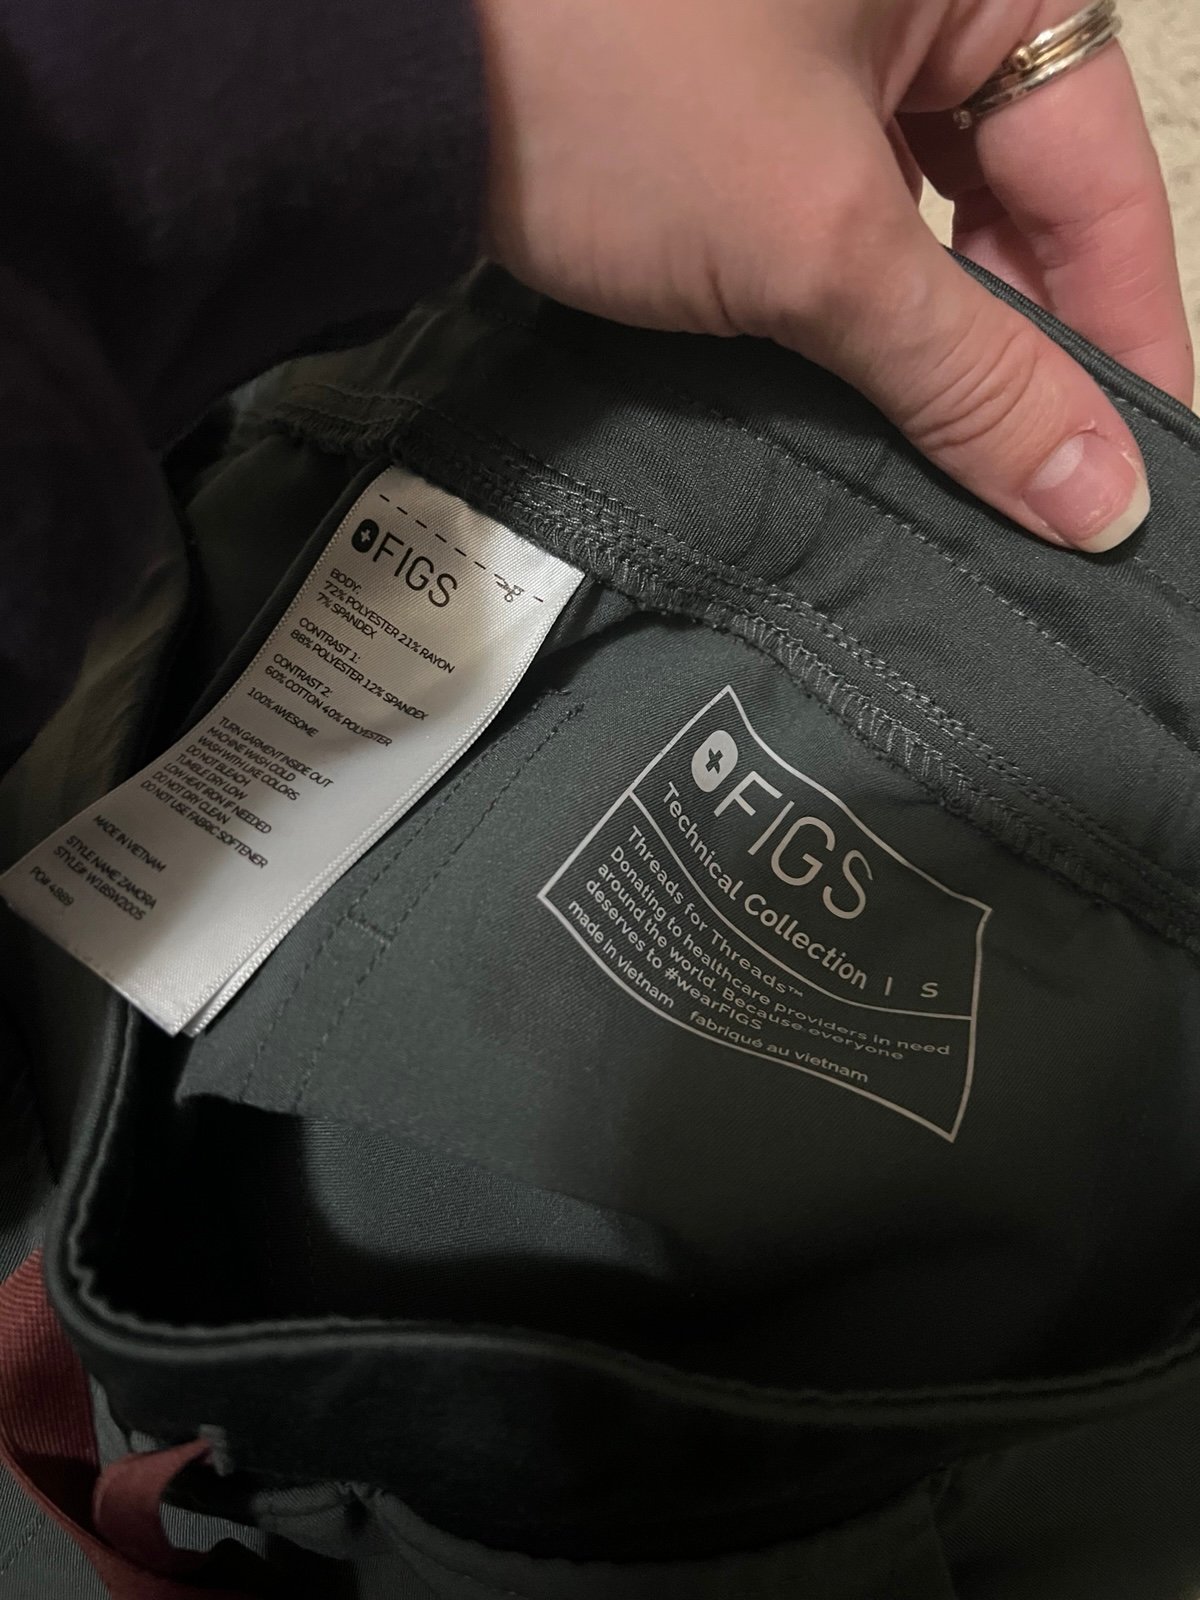 FIGS
BODY:
72% POLYESTER 21% RAYON
7% SPANDEX
CONTRAST 1:
88% POLYESTER 12% SPANDEX
CONTRAST 2:
60% COTTON 40% POLYESTER
100% AWESOME
TURN GARMENT INSIDE OUT
MACHINE WASH COLD
WASH WITH LIKE COLORS
DO NOT BLEACH
TUMBLE DRY LOW
LOW HEAT IRON IF NEEDED
DO NOT DRY CLEAN
DO NOT USE FABRIC SOFTENER
MADE IN VIETNAM
STYLE NAME: ZAMORA
STYLE# W18SW2005
PO# 4889
FIGS
Technical Collection | S
Threads for Threads™
Donating to healthcare providers in need
around the world. Because everyone
deserves to #wearFIGS
made in vietnam fabriqué au vietnam